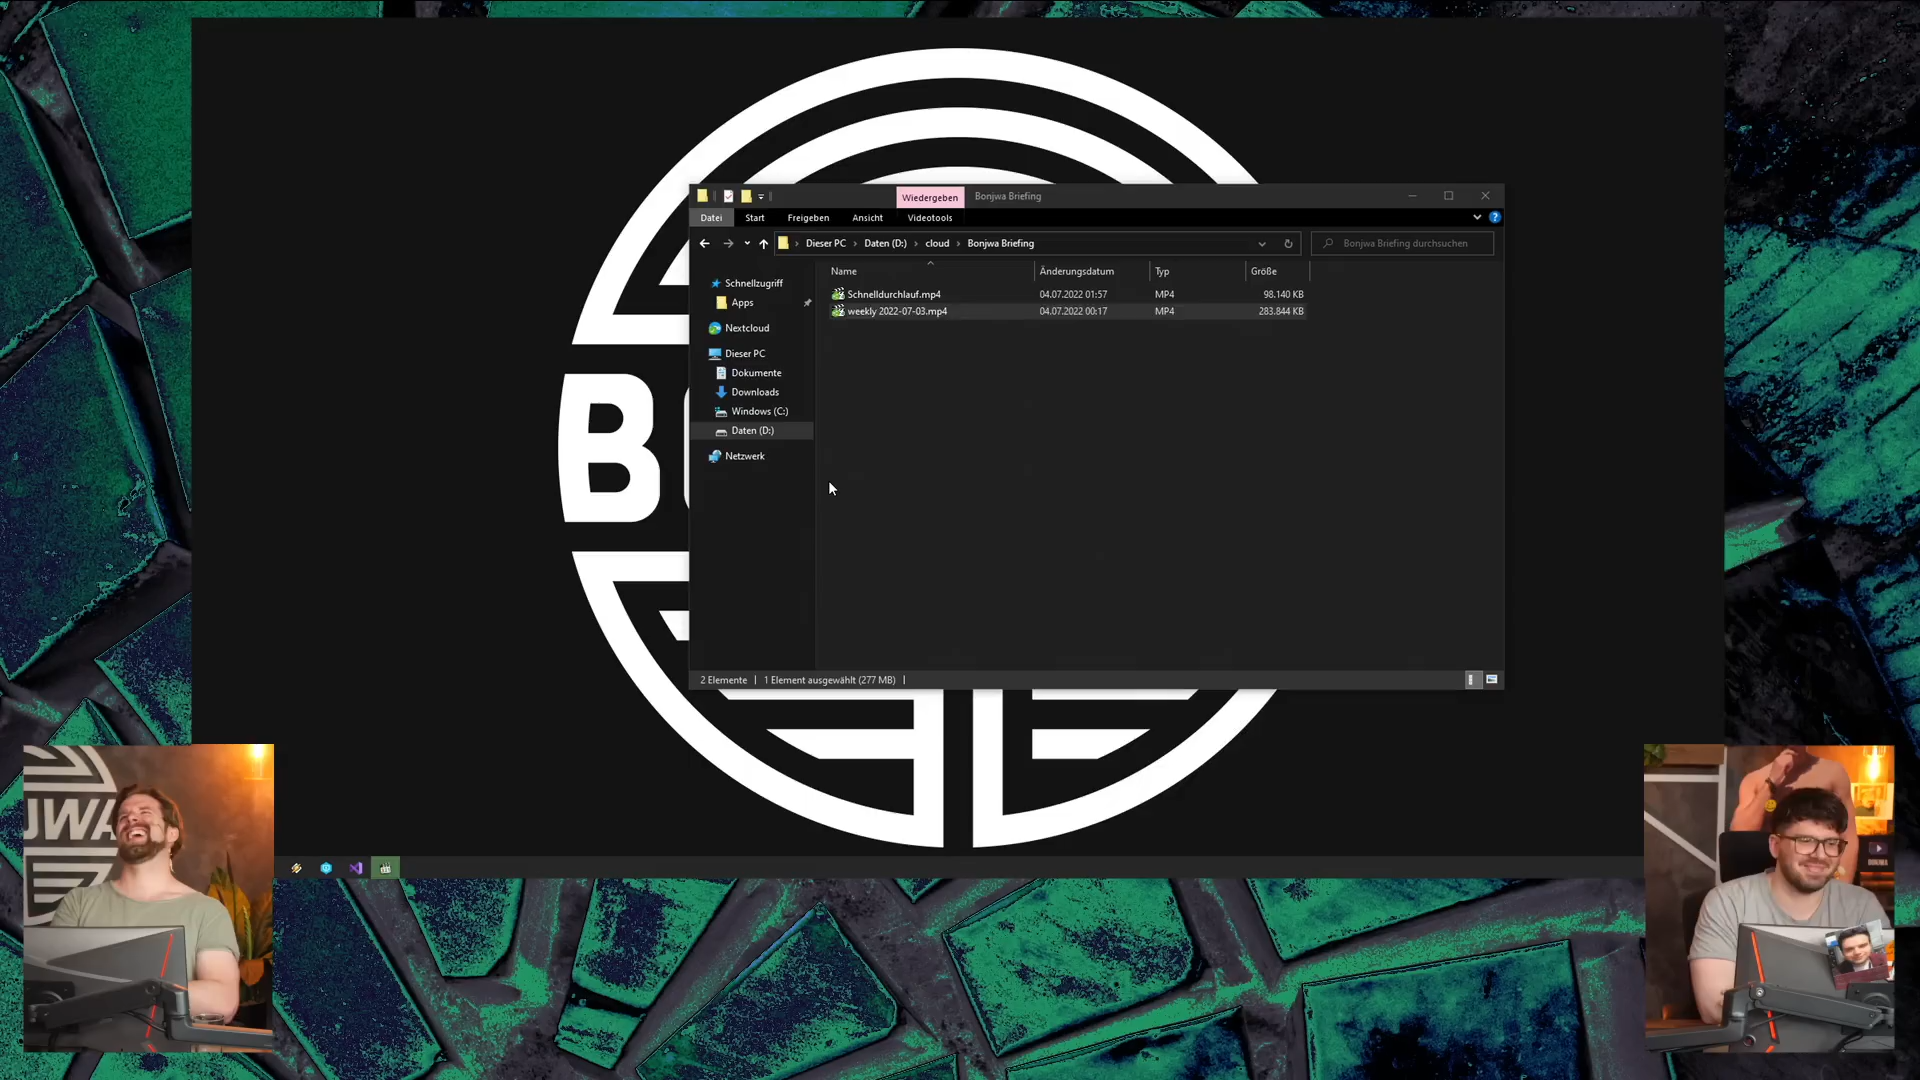 Wiedergeben
Bonjwa Briefing
Datei
Start
Freigeben
Ansicht
Videotools
Dieser PC
Daten (D:)
cloud
Bonjwa Briefing
Bonjwa Briefing durchsuchen
Name
Änderungsdatum
Typ
Größe
Schnelldurchlauf.mp4
04.07.2022 01:57
MP4
98.140 KB
weekly 2022-07-03.mp4
04.07.2022 00:17
MP4
283.844 KB
Schnellzugriff
Apps
Nextcloud
Dieser PC
Dokumente
Downloads
Windows (C:)
Daten (D:)
Netzwerk
B
2 Elemente
1 Element ausgewählt (277 MB)
JWA